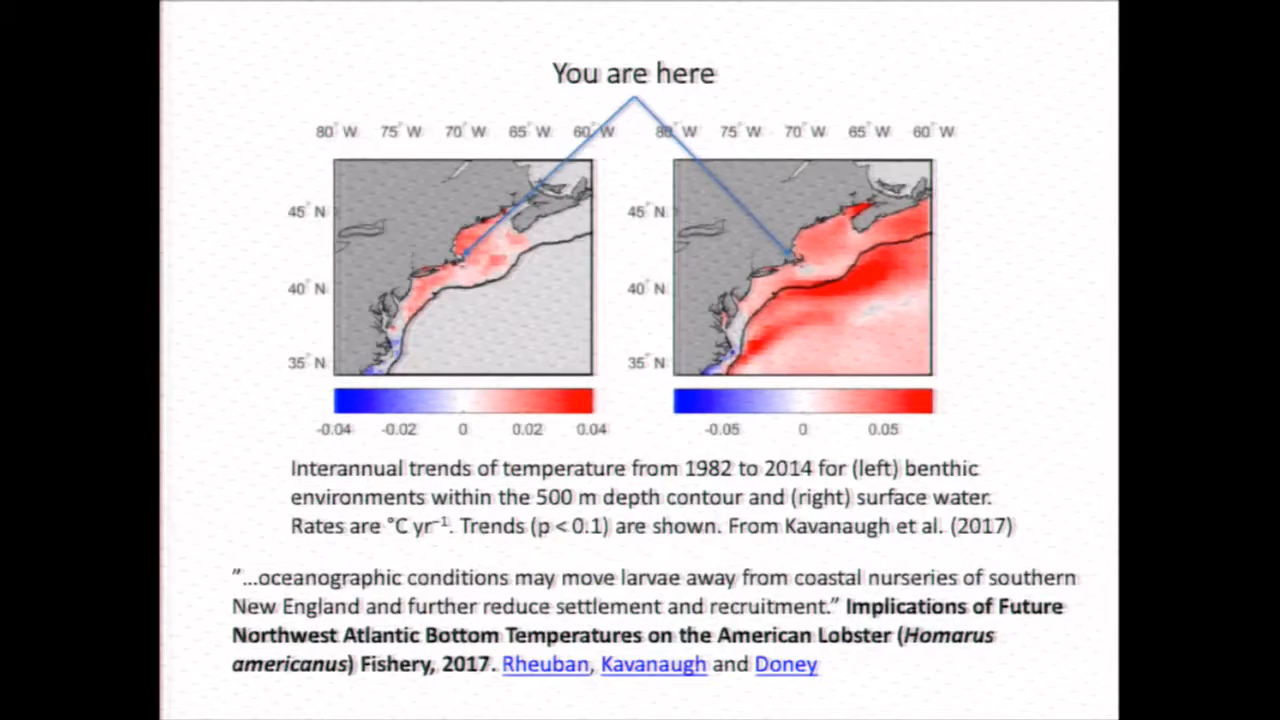 You are here
80° W 75° W 70° W 65° W 60° W 80° W 75° W 70° W 65° W 60° W
45° N 45° N
40° N 40° N
35° N 35° N
-0.04 -0.02 0 0.02 0.04 -0.05 0 0.05
Interannual trends of temperature from 1982 to 2014 for (left) benthic
environments within the 500 m depth contour and (right) surface water.
Rates are °C yr⁻¹. Trends (p < 0.1) are shown. From Kavanaugh et al. (2017)
"...oceanographic conditions may move larvae away from coastal nurseries of southern
New England and further reduce settlement and recruitment." Implications of Future
Northwest Atlantic Bottom Temperatures on the American Lobster (Homarus
americanus) Fishery, 2017. Rheuban, Kavanaugh and Doney